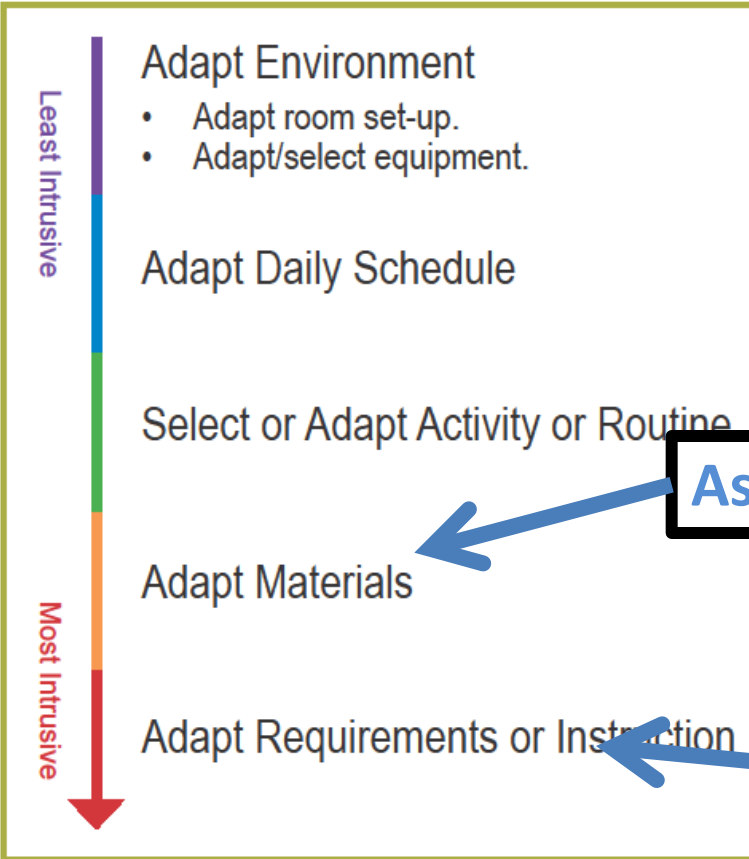 Least Intrusive
Adapt Environment
• Adapt room set-up.
• Adapt/select equipment.
Adapt Daily Schedule
Select or Adapt Activity or Routine
As
Adapt Materials
Most Intrusive
Adapt Requirements or Instruction